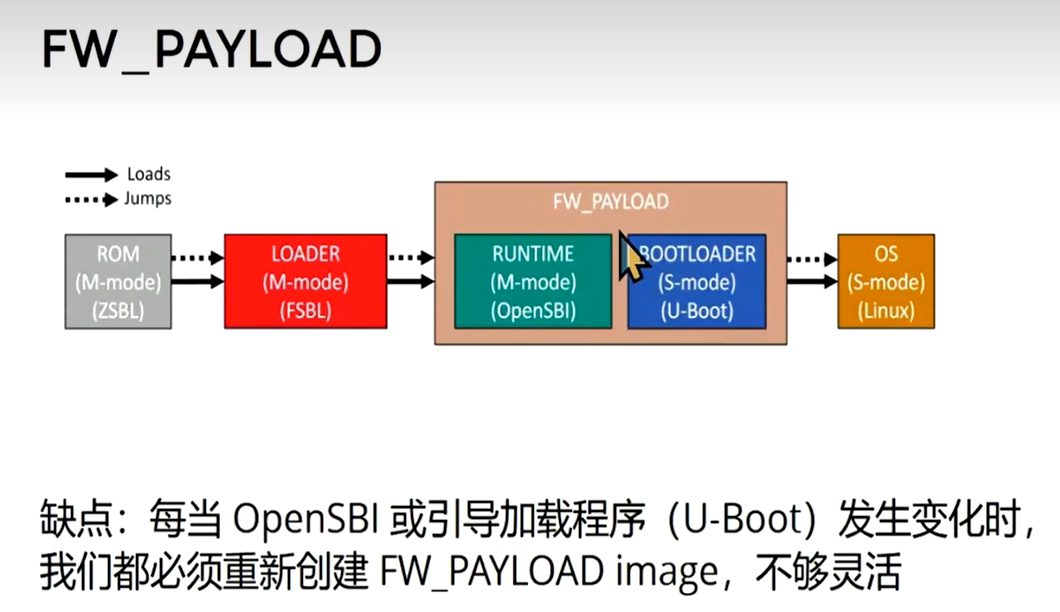 FW_PAYLOAD
Loads
Jumps
FW_PAYLOAD
ROM
(M-mode)
(ZSBL)
LOADER
(M-mode)
(FSBL)
RUNTIME
(M-mode)
(OpenSBI)
BOOTLOADER
(S-mode)
(U-Boot)
OS
(S-mode)
(Linux)
缺点：每当 OpenSBI 或引导加载程序（U-Boot）发生变化时，
我们都必须重新创建 FW_PAYLOAD image，不够灵活